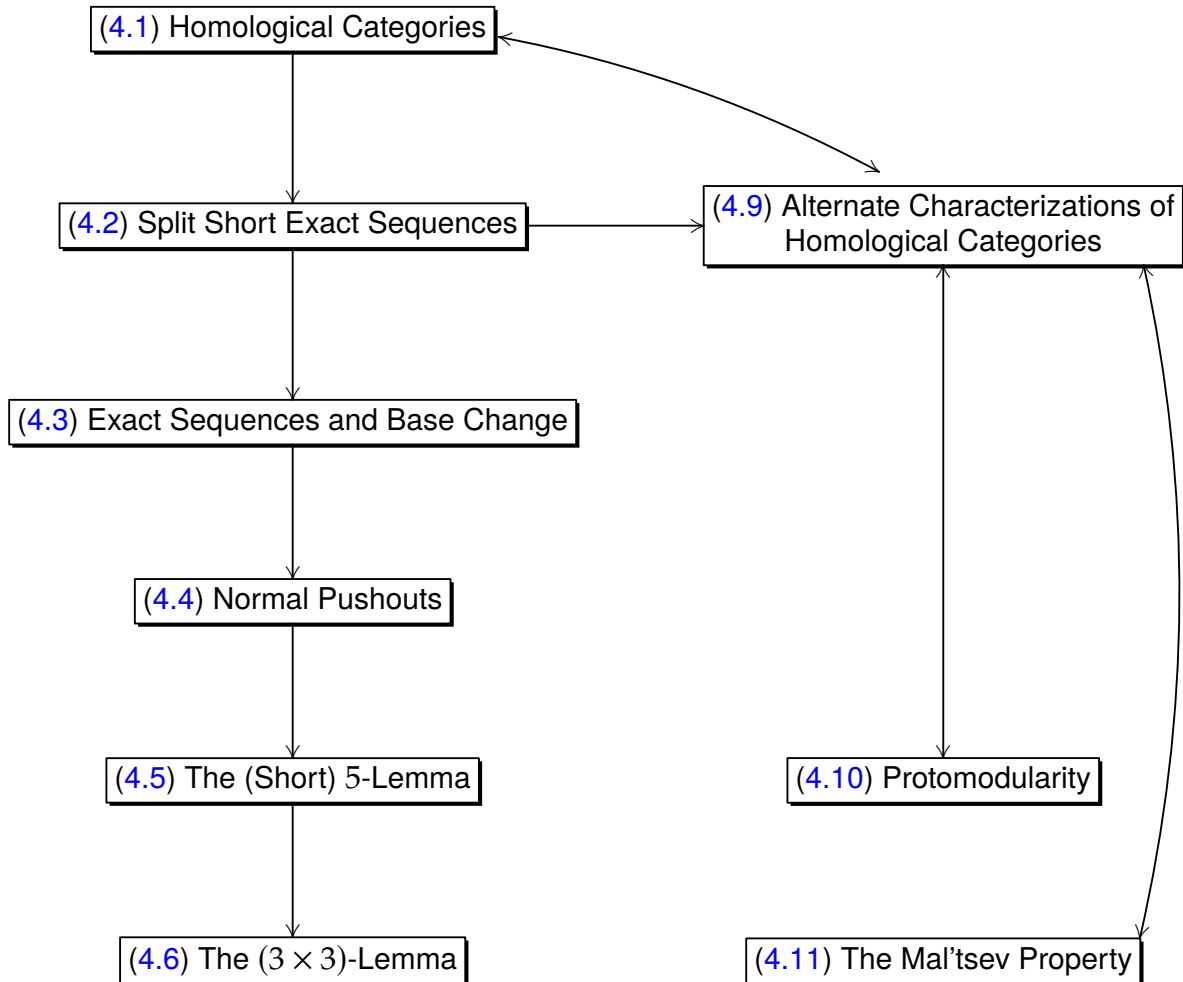 (4.1) Homological Categories
(4.2) Split Short Exact Sequences
(4.9) Alternate Characterizations of
Homological Categories
(4.3) Exact Sequences and Base Change
(4.4) Normal Pushouts
(4.5) The (Short) 5-Lemma
(4.10) Protomodularity
(4.6) The (3 × 3)-Lemma
(4.11) The Mal'tsev Property